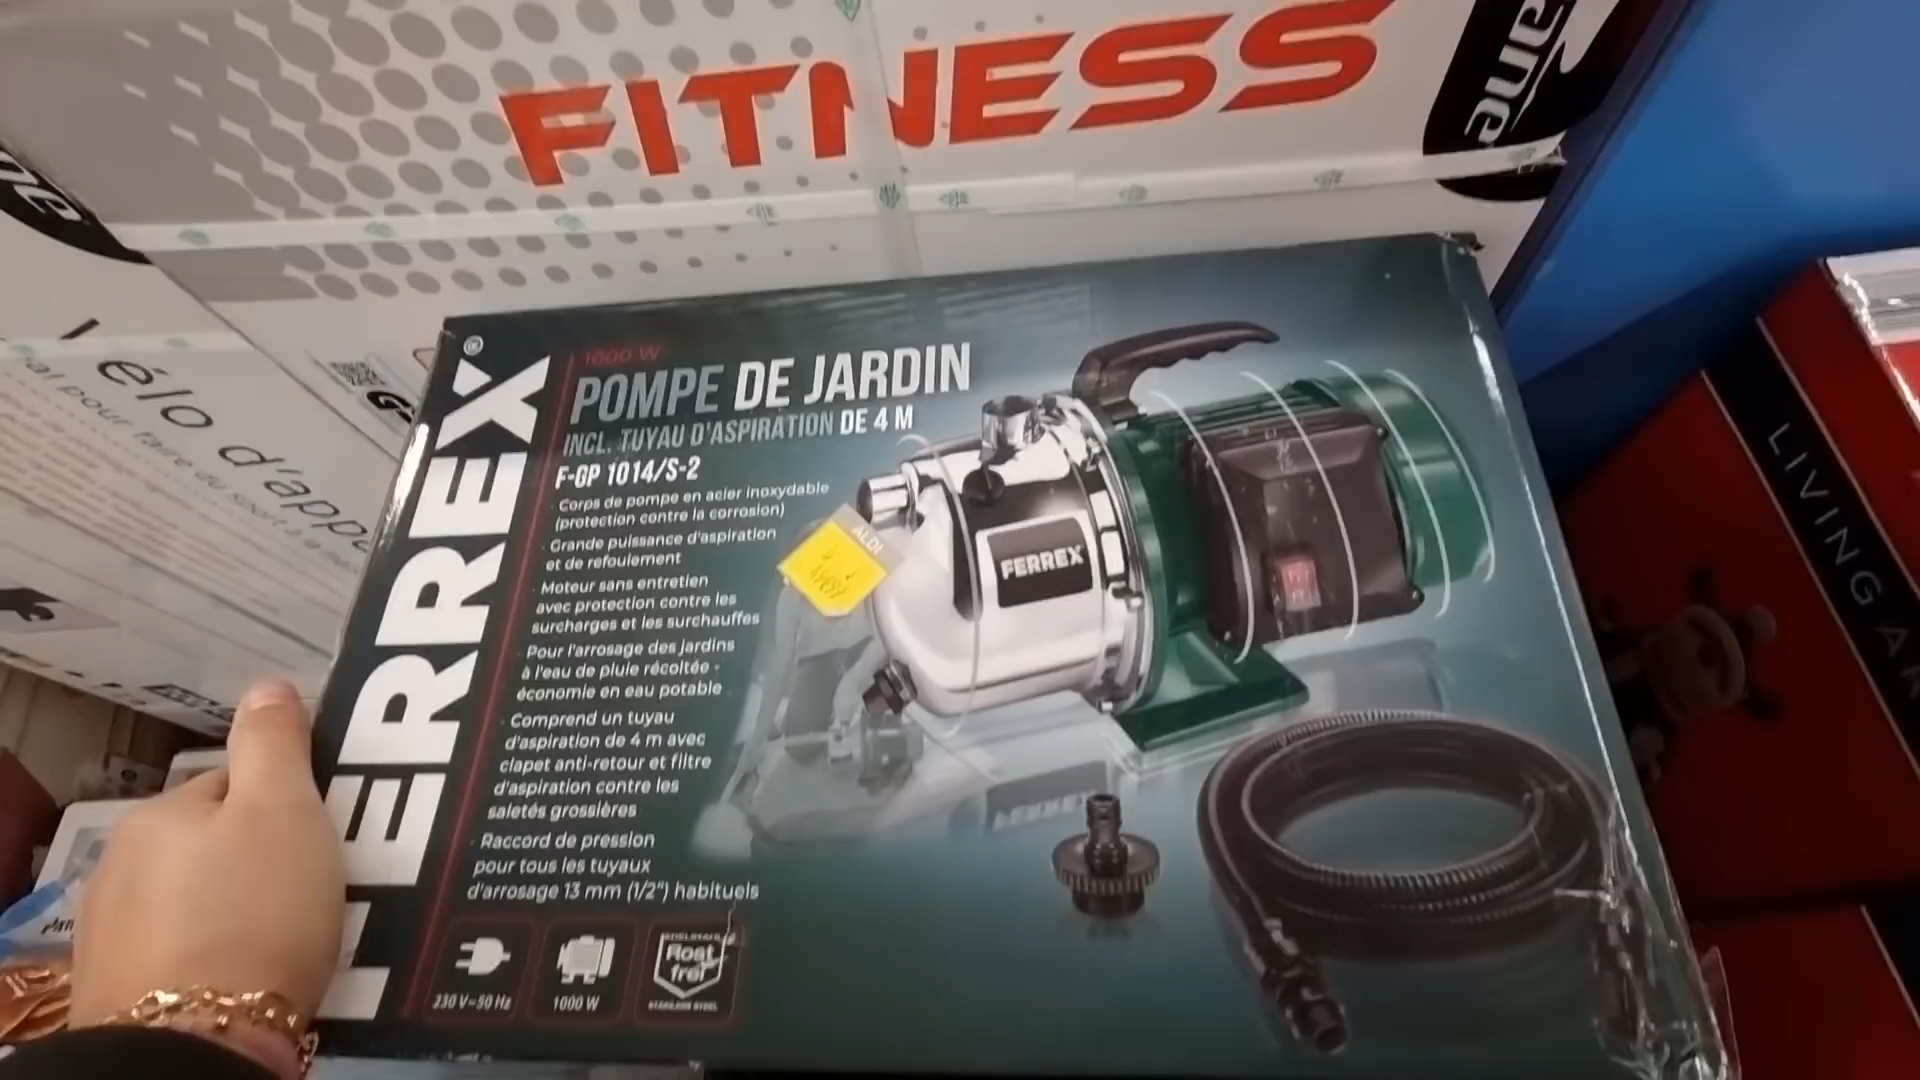 FITNESS
FERREX®
1000 W
POMPE DE JARDIN
INCL. TUYAU D'ASPIRATION DE 4 M
F-GP 1014/S-2
· Corps de pompe en acier inoxydable
(protection contre la corrosion)
· Grande puissance d'aspiration
et de refoulement
· Moteur sans entretien
avec protection contre les
surcharges et les surchauffes
· Pour l'arrosage des jardins
à l'eau de pluie récoltée -
économie en eau potable
· Comprend un tuyau
d'aspiration de 4 m avec
clapet anti-retour et filtre
d'aspiration contre les
saletés grossières
· Raccord de pression
pour tous les tuyaux
d'arrosage 13 mm (1/2") habituels
230 V~50 Hz
1000 W
Rost
frei
STAINLESS STEEL
ALDI
FERREX
LIVING